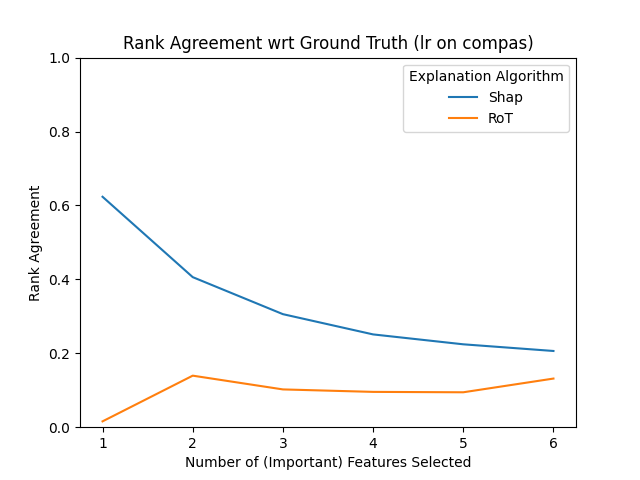 Rank Agreement wrt Ground Truth (lr on compas)
Explanation Algorithm
Shap
RoT
Rank Agreement
1.0
0.8
0.6
0.4
0.2
0.0
1 2 3 4 5 6
Number of (Important) Features Selected